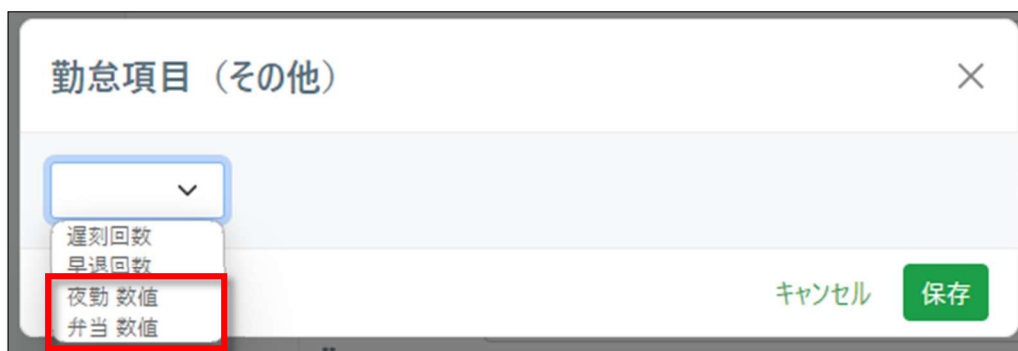 勤怠項目（その他）
遅刻回数
早退回数
夜勤 数値
弁当 数値
キャンセル
保存